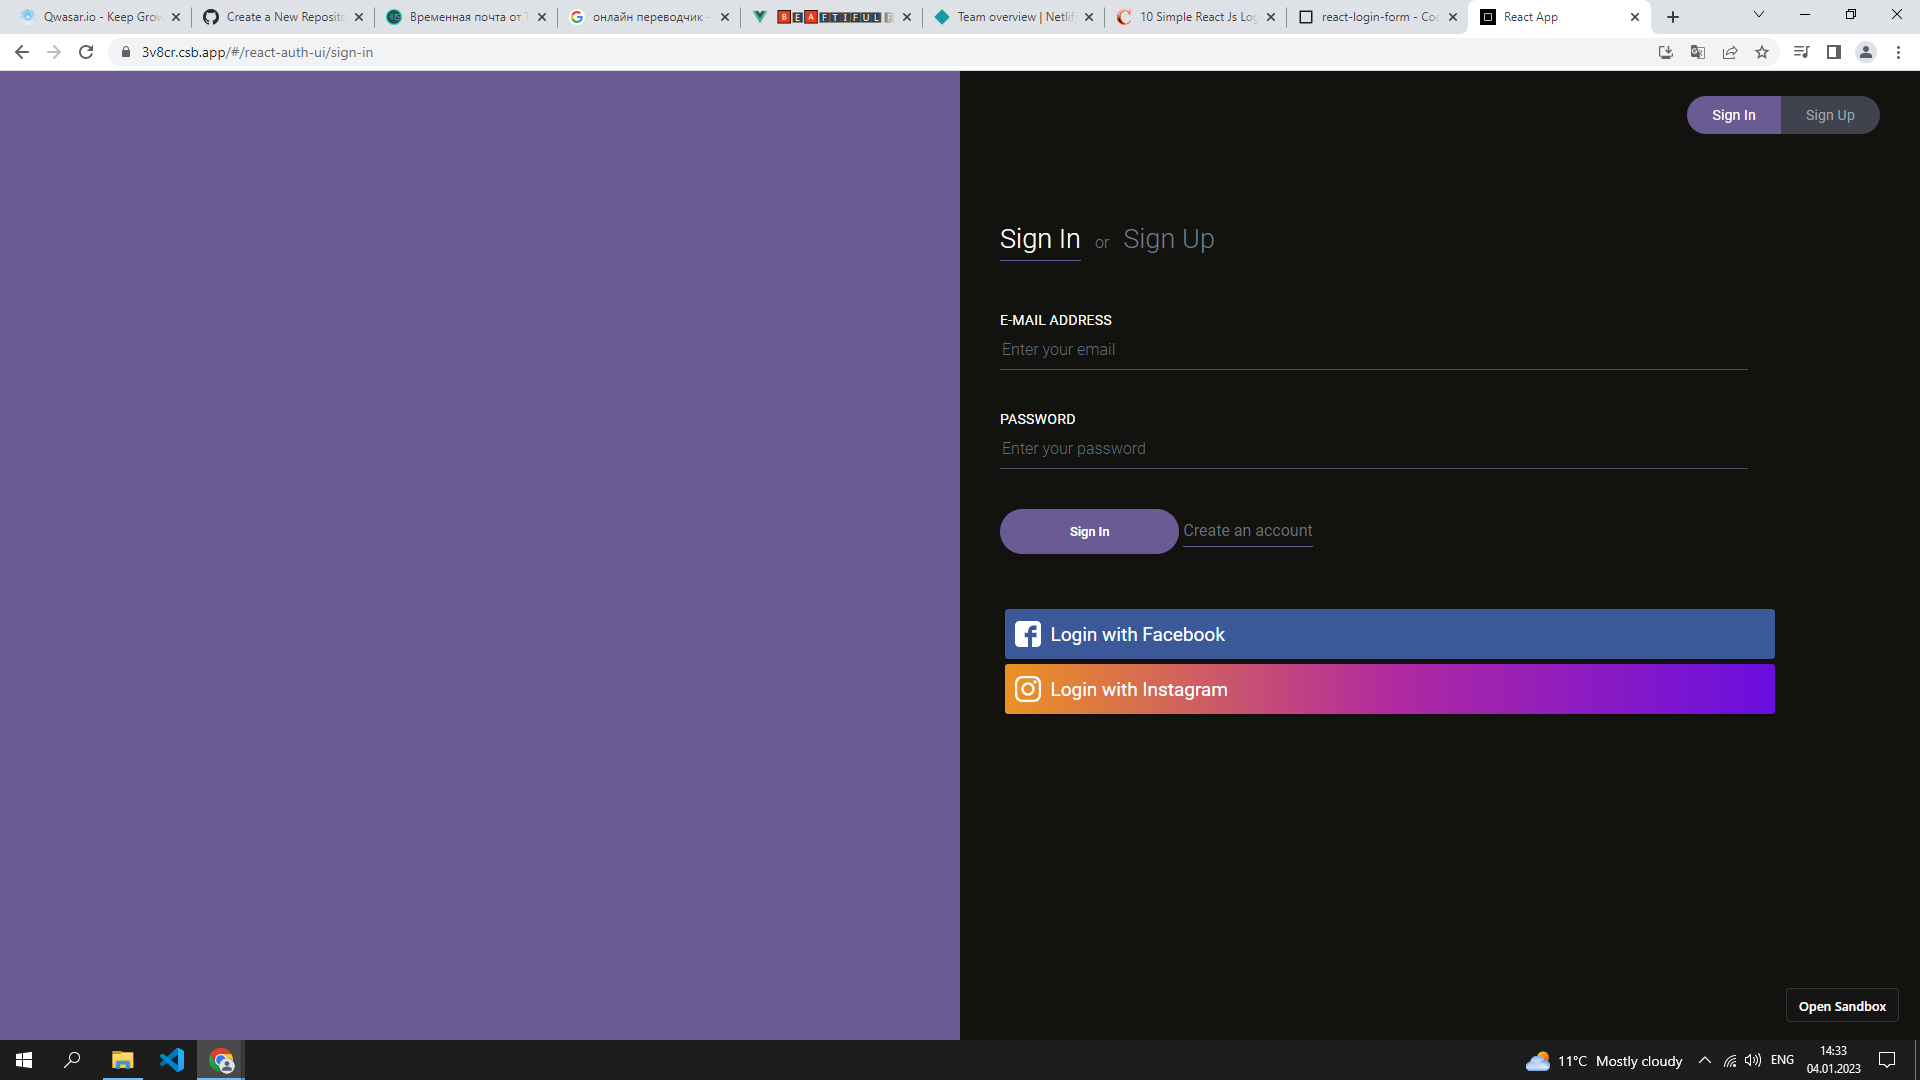 Qwasar.io - Keep Grow
Create a New Reposito
Временная почта от
онлайн переводчик -
BEAFTIFUL
Team overview | Netlif
10 Simple React Js Log
react-login-form - Coc
React App
3v8cr.csb.app/#/react-auth-ui/sign-in
Sign In
Sign Up
Sign In or Sign Up
E-MAIL ADDRESS
Enter your email
PASSWORD
Enter your password
Sign In
Create an account
Login with Facebook
Login with Instagram
Open Sandbox
11°C Mostly cloudy
ENG
14:33
04.01.2023